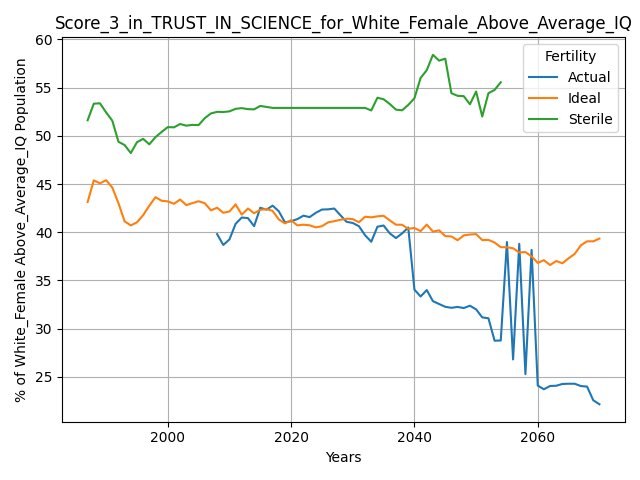 Score_3_in_TRUST_IN_SCIENCE_for_White_Female_Above_Average_IQ
% of White_Female Above_Average_IQ Population
60
55
50
45
40
35
30
25
Fertility
Actual
Ideal
Sterile
2000
2020
2040
2060
Years